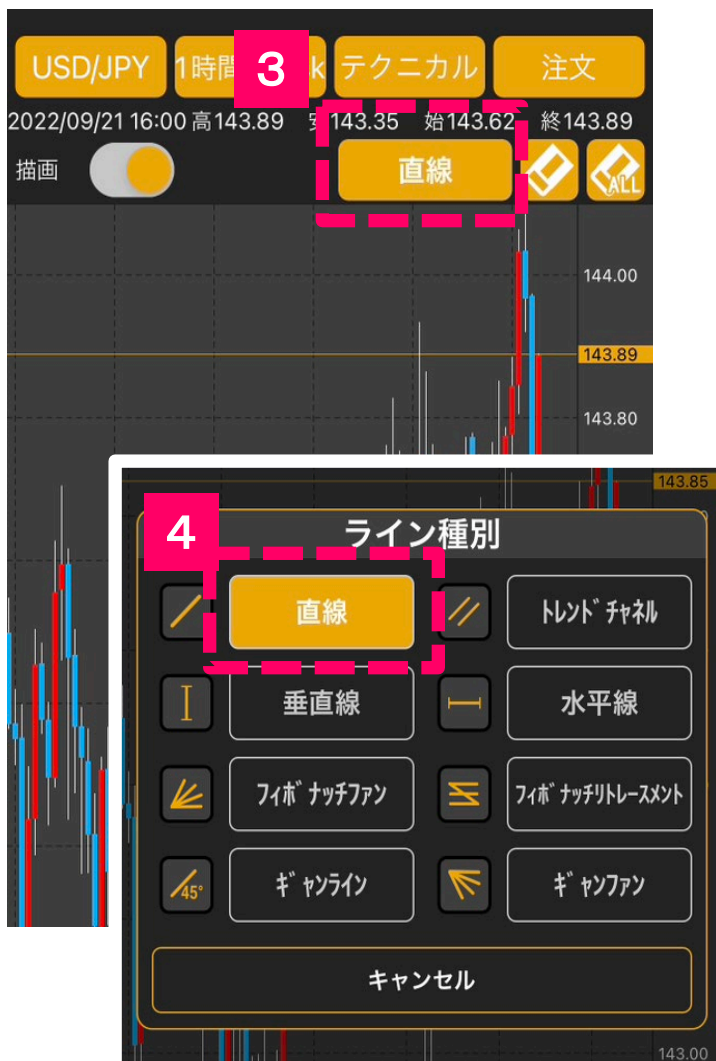 USD/JPY 1時間 3 k テクニカル 注文
2022/09/21 16:00 高143.89 安143.35 始143.62 終143.89
描画 直線 ALL
144.00
143.89
143.80
143.85
4 ライン種別
直線 トレンドチャネル
垂直線 水平線
フィボナッチファン フィボナッチリトレースメント
45° ギャンライン ギャンファン
キャンセル
143.00